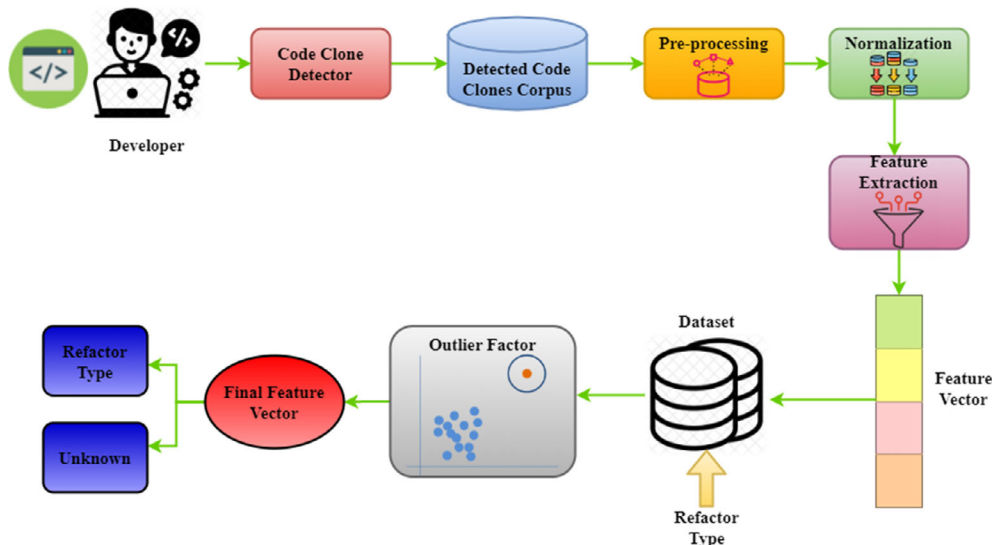 Developer
Code Clone
Detector
Detected Code
Clones Corpus
Pre-processing
Normalization
Feature
Extraction
Feature
Vector
Dataset
Refactor
Type
Outlier Factor
Final Feature
Vector
Refactor
Type
Unknown